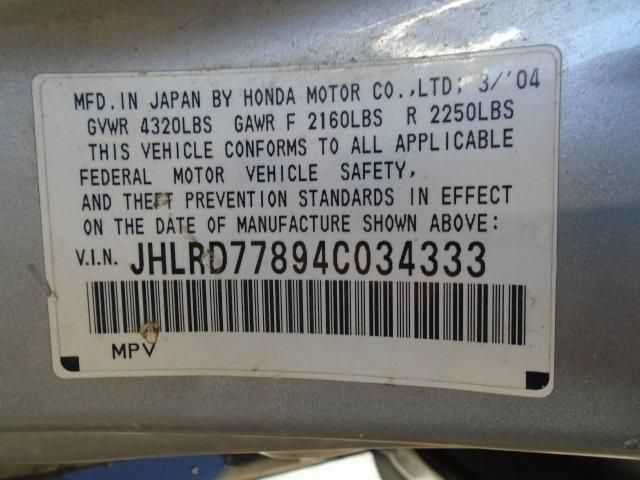 MFD. IN JAPAN BY HONDA MOTOR CO.,LTD; 3/'04
GVWR 4320LBS GAWR F 2160LBS R 2250LBS
THIS VEHICLE CONFORMS TO ALL APPLICABLE
FEDERAL MOTOR VEHICLE SAFETY,
AND THEFT PREVENTION STANDARDS IN EFFECT
ON THE DATE OF MANUFACTURE SHOWN ABOVE:
V.I.N. JHLRD77894C034333
MPV